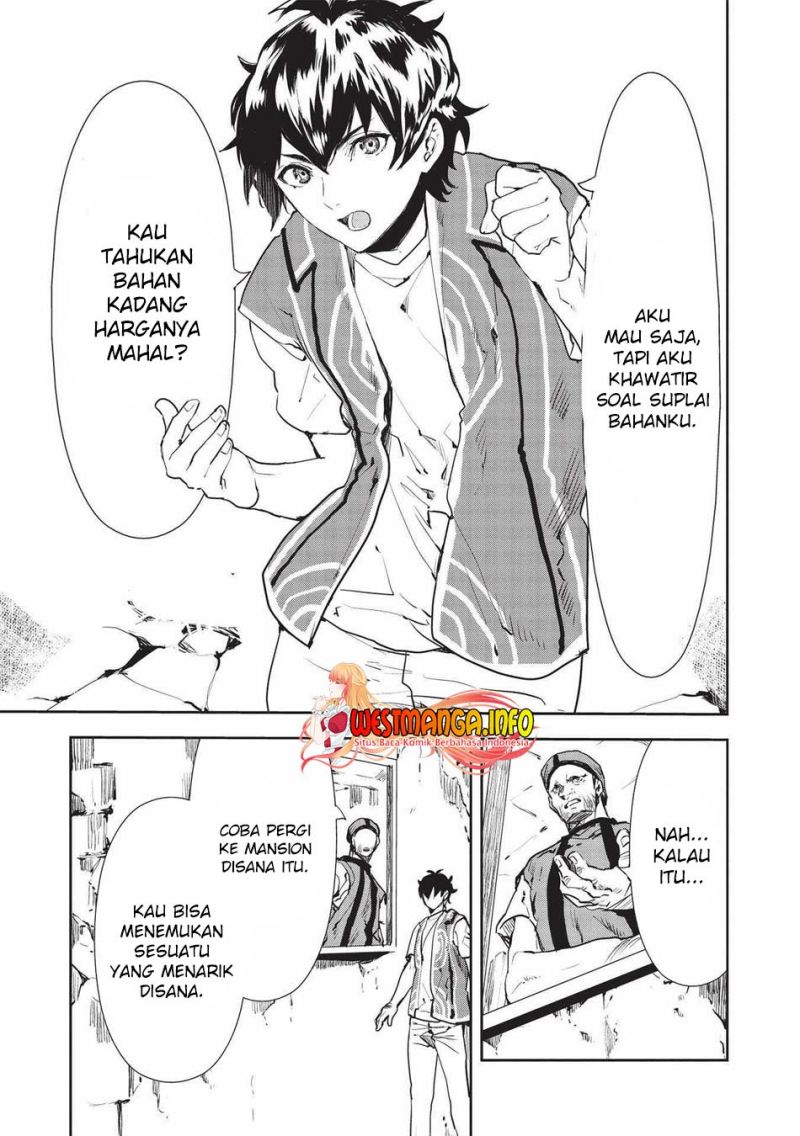 AKU
MAU SAJA,
TAPI AKU
KHAWATIR
SOAL SUPLAI
BAHANKU.
KAU
TAHUKAN
BAHAN
KADANG
HARGANYA
MAHAL?
WESTMANGA.INFO
Situs Baca Komik Berbahasa Indonesia
NAH...
KALAU
ITU...
COBA PERGI
KE MANSION
DISANA ITU.
KAU BISA
MENEMUKAN
SESUATU
YANG MENARIK
DISANA.